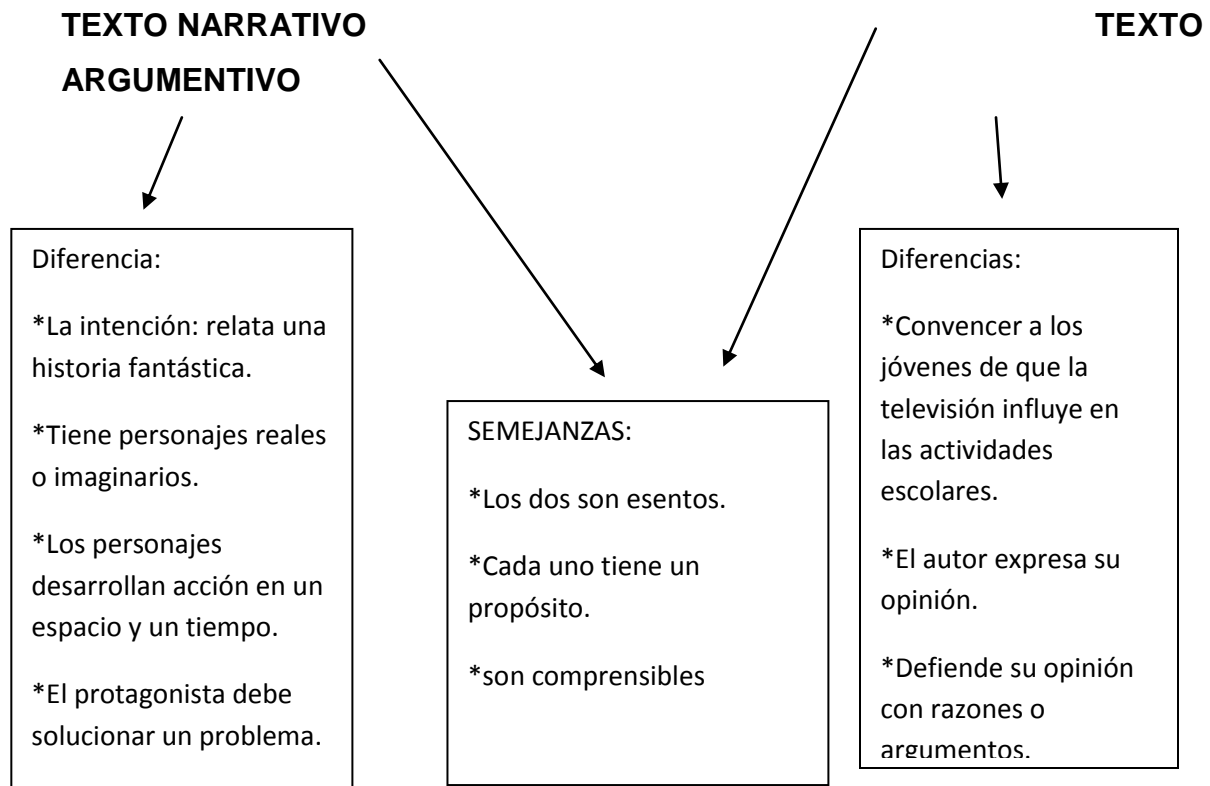 TEXTO NARRATIVO TEXTO
ARGUMENTIVO
Diferencia:
*La intención: relata una
historia fantástica.
*Tiene personajes reales
o imaginarios.
*Los personajes
desarrollan acción en un
espacio y un tiempo.
*El protagonista debe
solucionar un problema.
SEMEJANZAS:
*Los dos son esentos.
*Cada uno tiene un
propósito.
*son comprensibles
Diferencias:
*Convencer a los
jóvenes de que la
televisión influye en
las actividades
escolares.
*El autor expresa su
opinión.
*Defiende su opinión
con razones o
argumentos.